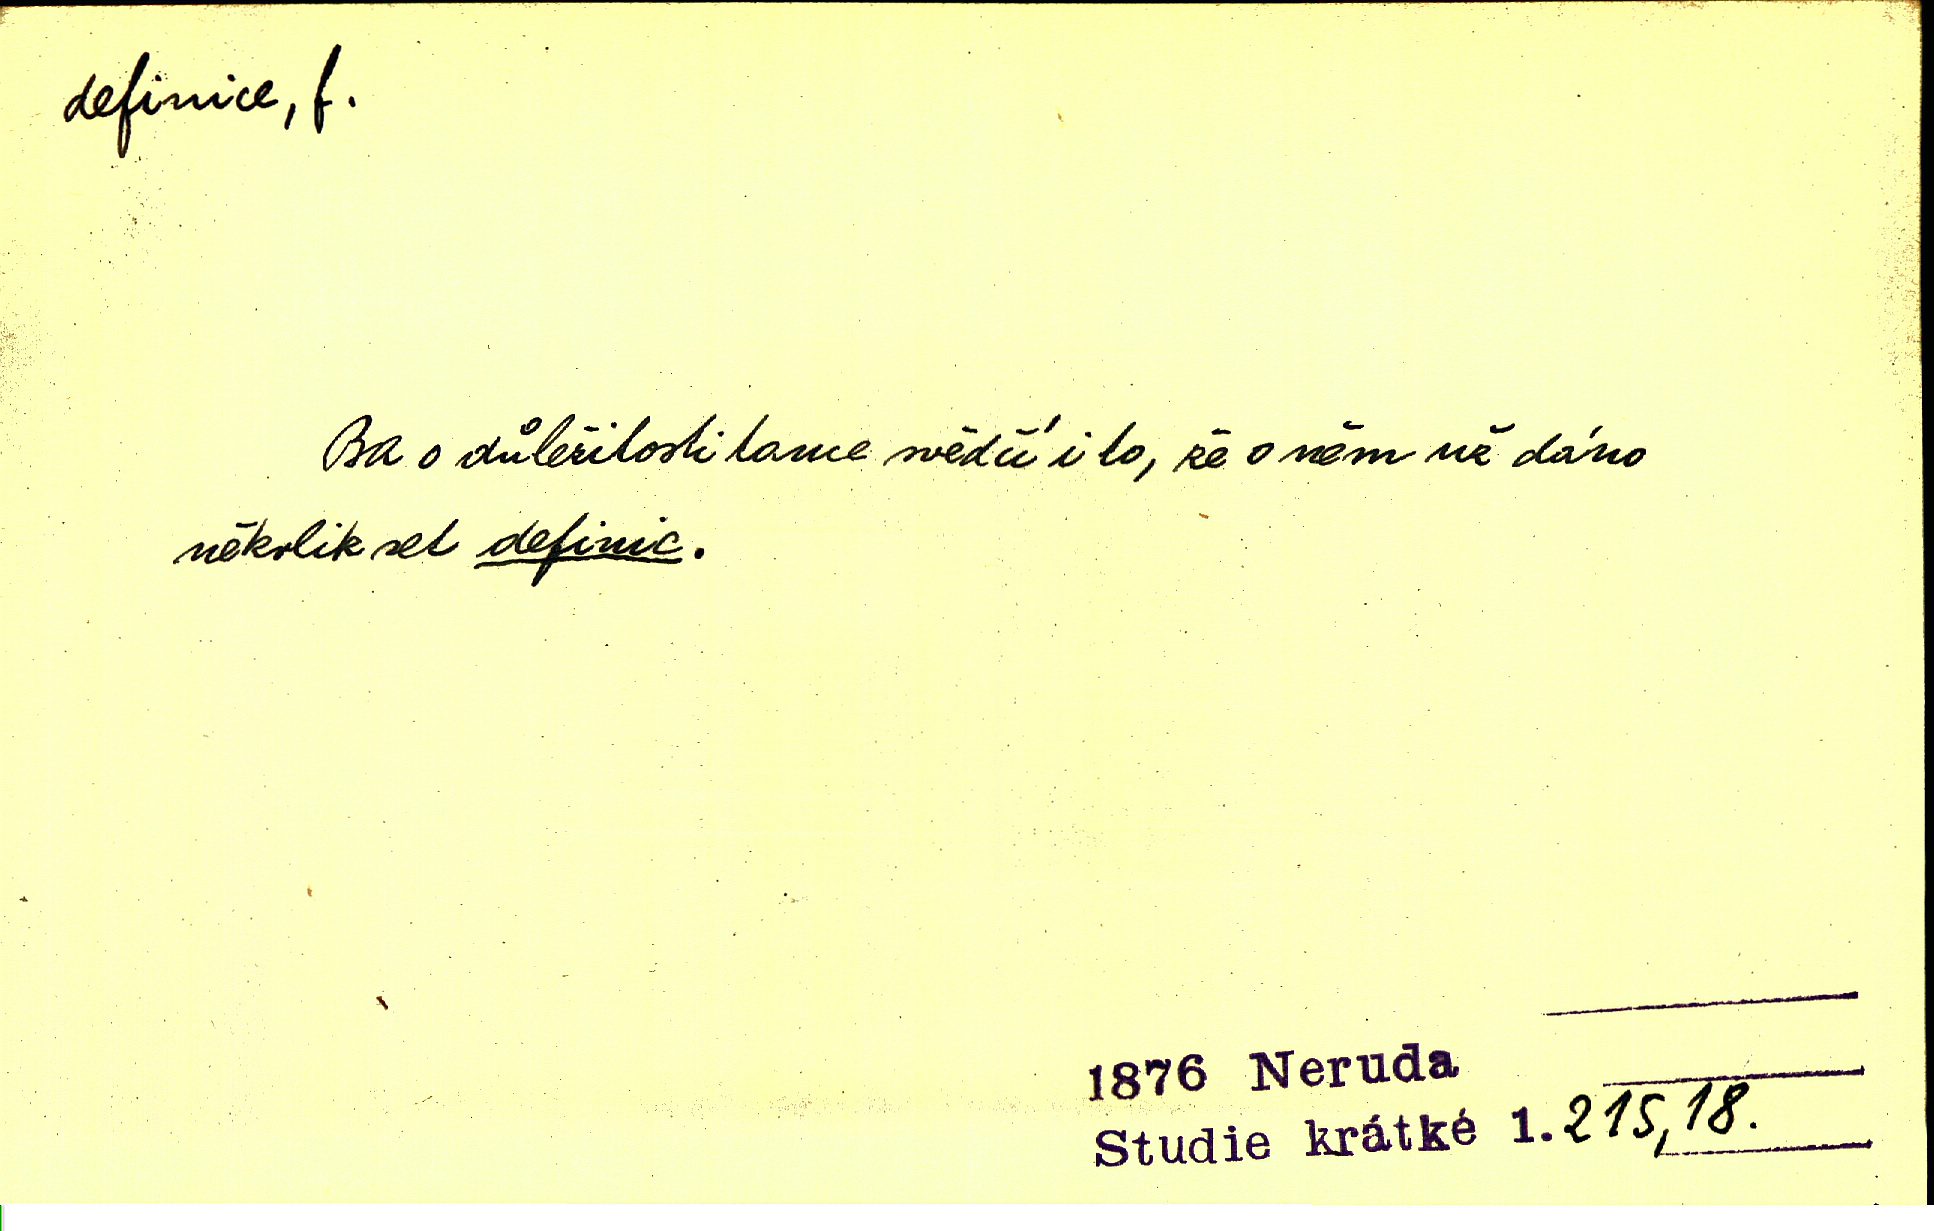 definice, f.
Ba o důležitosti tance svědčí i to, že o něm už dáno
několik set definic.
1876 Neruda
Studie krátké 1. 215,18.